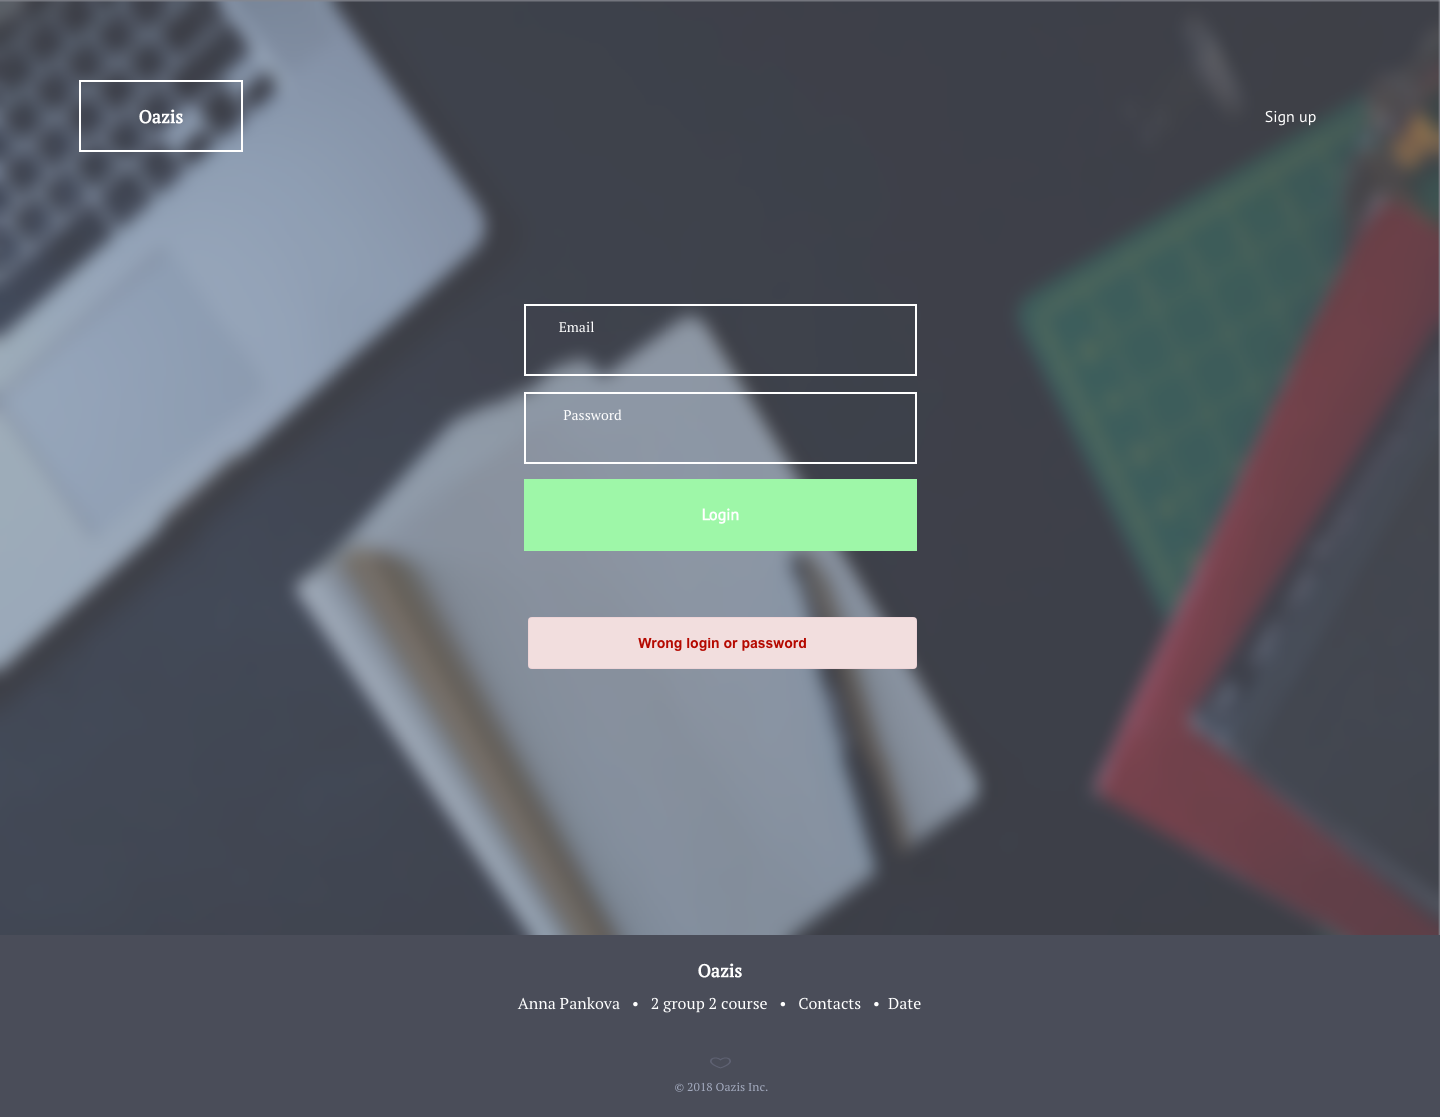 Oazis
Sign up
Email
Password
Login
Wrong login or password
Oazis
Anna Pankova • 2 group 2 course • Contacts • Date
© 2018 Oazis Inc.